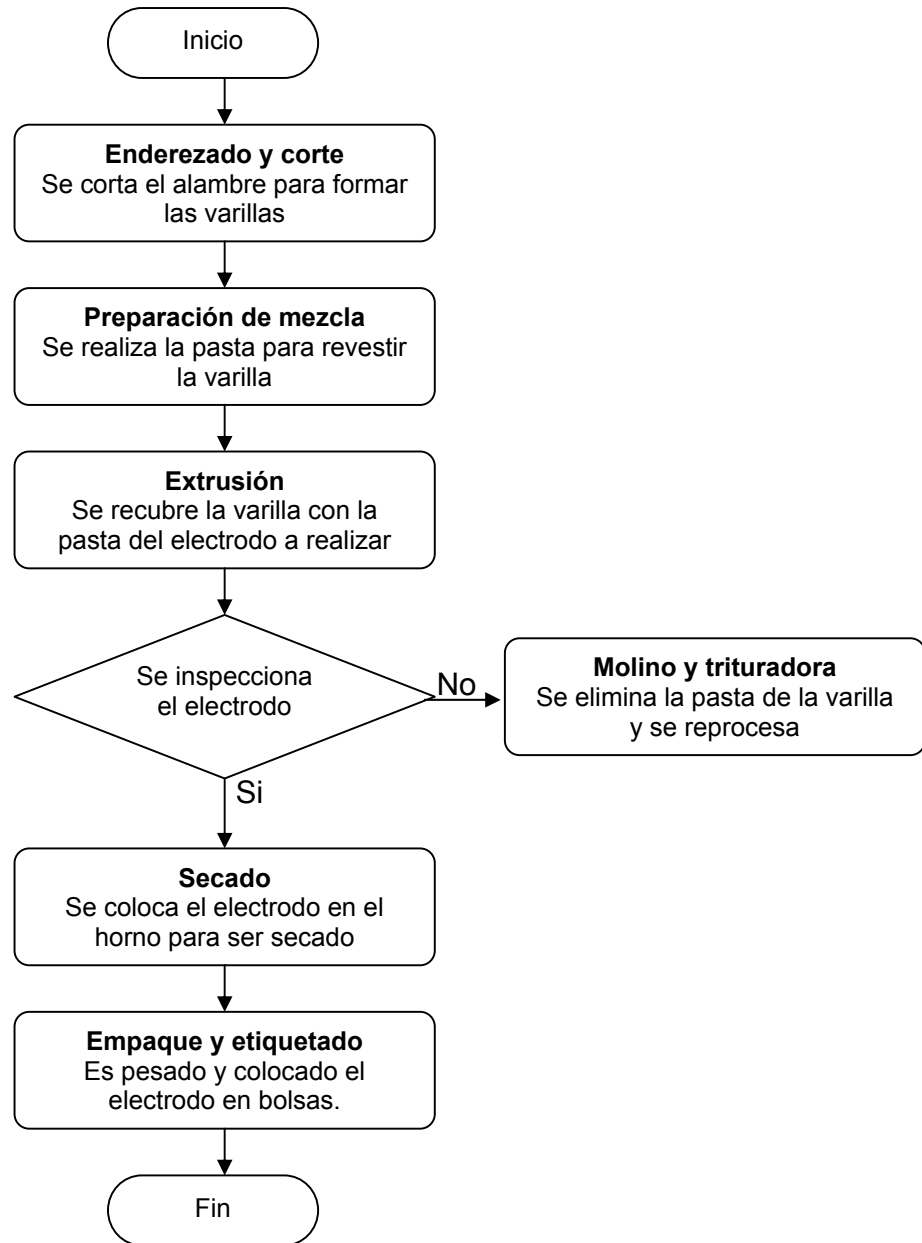 Inicio
Enderezado y corte
Se corta el alambre para formar
las varillas
Preparación de mezcla
Se realiza la pasta para revestir
la varilla
Extrusión
Se recubre la varilla con la
pasta del electrodo a realizar
Se inspecciona
el electrodo
No
Molino y trituradora
Se elimina la pasta de la varilla
y se reprocesa
Si
Secado
Se coloca el electrodo en el
horno para ser secado
Empaque y etiquetado
Es pesado y colocado el
electrodo en bolsas.
Fin